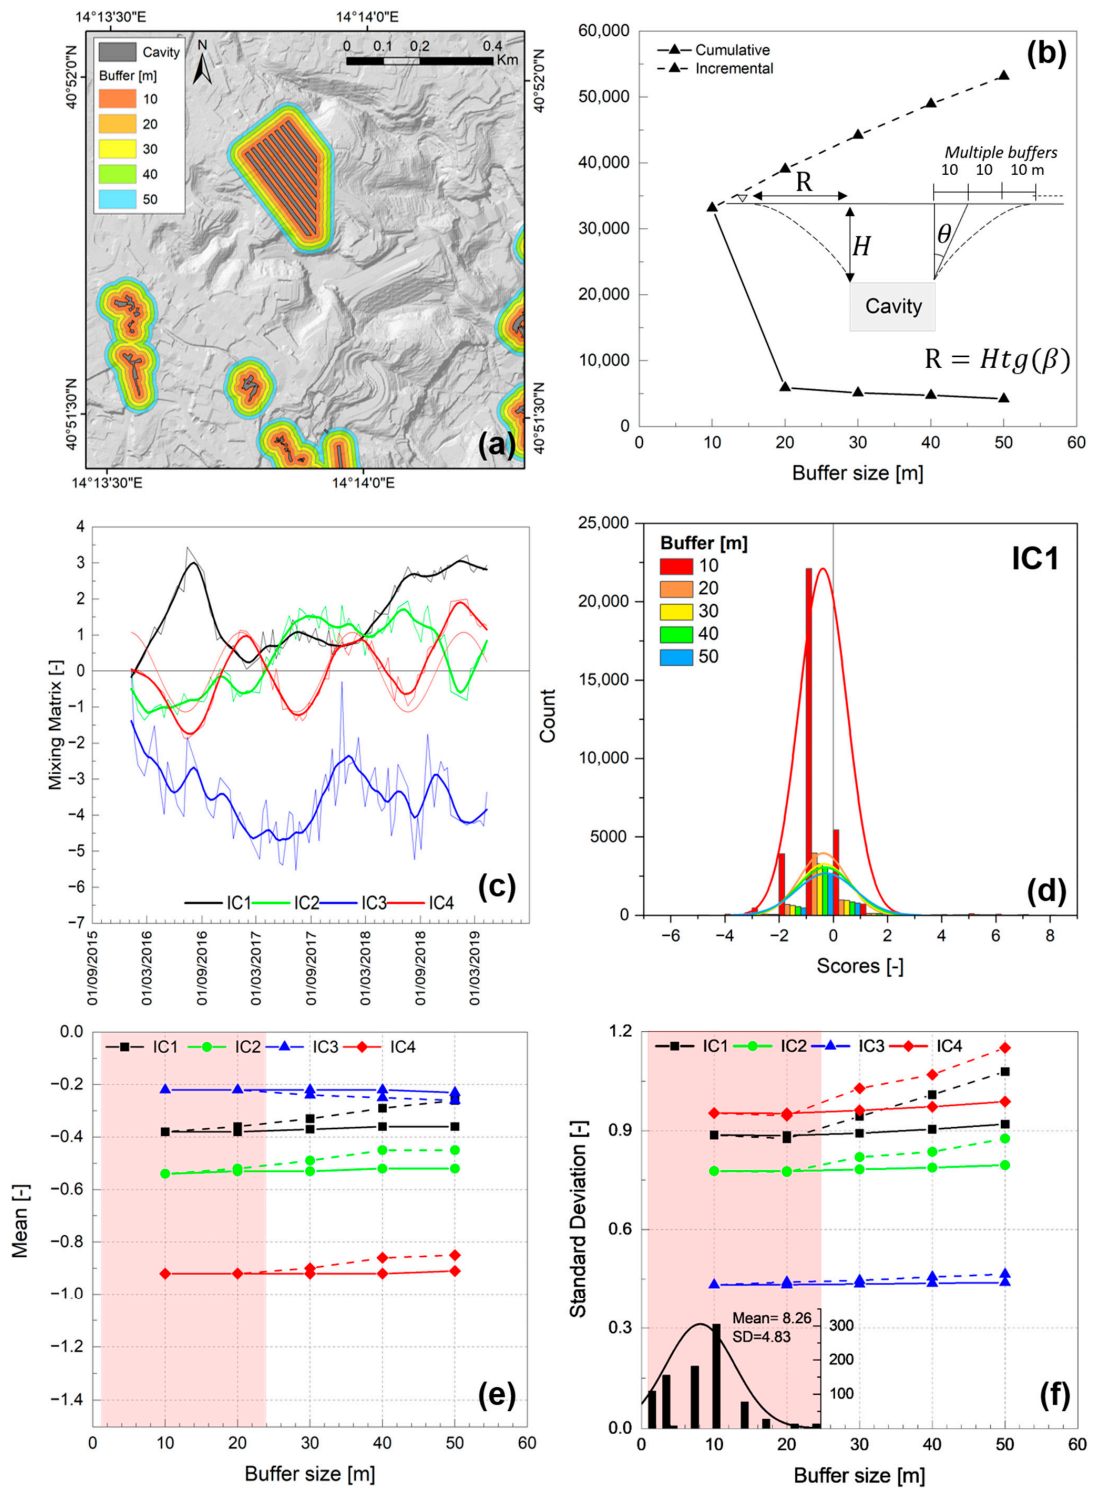 14°13'30"E
14°14'0"E
Cavity
Buffer [m]
10
20
30
40
50
N
0 0.1 0.2 0.4
Km
40°52'0"N
40°52'0"N
40°51'30"N
40°51'30"N
(a)
14°13'30"E
14°14'0"E
60,000
50,000
40,000
30,000
20,000
10,000
0
Cumulative
Incremental
(b)
Multiple buffers
10 10 10 m
R
H
θ
Cavity
R = Htg(β)
0 10 20 30 40 50 60
Buffer size [m]
Mixing Matrix [-]
4
3
2
1
0
−1
−2
−3
−4
−5
−6
−7
(c)
IC1 IC2 IC3 IC4
01/09/2015
01/03/2016
01/09/2016
01/03/2017
01/09/2017
01/03/2018
01/09/2018
01/03/2019
Count
25,000
20,000
15,000
10,000
5000
0
Buffer [m]
10
20
30
40
50
IC1
(d)
−6 −4 −2 0 2 4 6 8
Scores [-]
Mean [-]
0.0
−0.2
−0.4
−0.6
−0.8
−1.0
−1.2
−1.4
IC1 IC2 IC3 IC4
(e)
0 10 20 30 40 50 60
Buffer size [m]
Standard Deviation [-]
1.2
0.9
0.6
0.3
0.0
IC1 IC2 IC3 IC4
Mean= 8.26
SD=4.83
300
200
100
(f)
0 10 20 30 40 50 60
Buffer size [m]